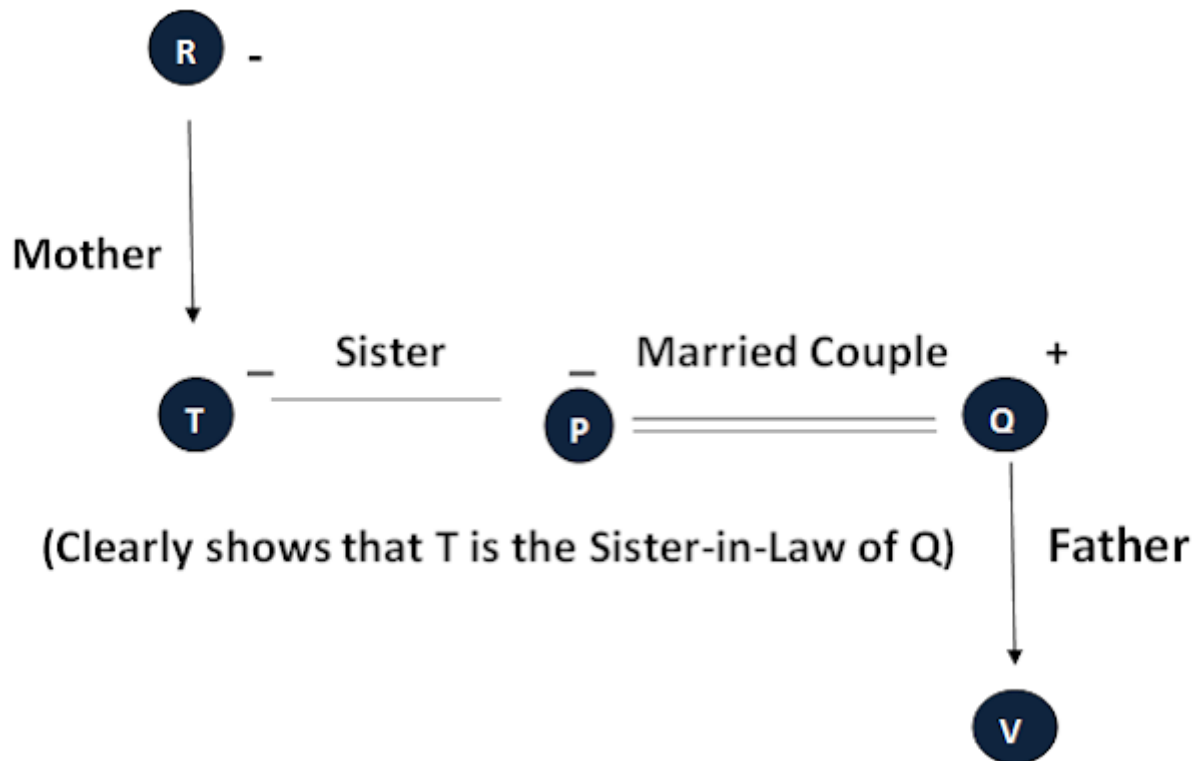 R -
Mother
Sister Married Couple +
T P Q
(Clearly shows that T is the Sister-in-Law of Q) Father
V